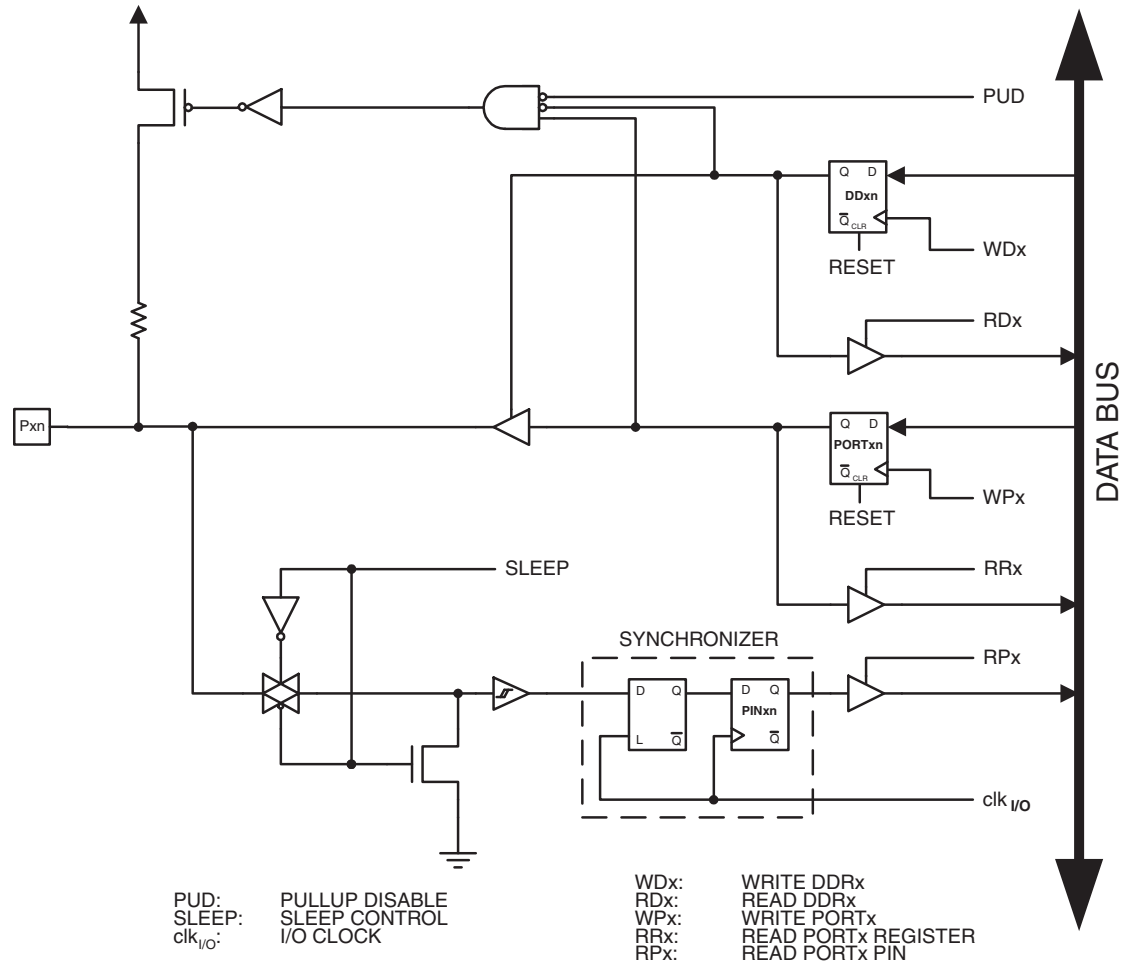 PUD
Q D
DDxn
Q CLR
WDx
RESET
RDx
DATA BUS
Pxn
Q D
PORTxn
Q CLR
WPx
RESET
SLEEP
RRx
SYNCHRONIZER
RPx
D Q
L Q
D Q
PINxn
Q
clk I/O
PUD: PULLUP DISABLE
SLEEP: SLEEP CONTROL
clkI/O: I/O CLOCK
WDx: WRITE DDRx
RDx: READ DDRx
WPx: WRITE PORTx
RRx: READ PORTx REGISTER
RPx: READ PORTx PIN